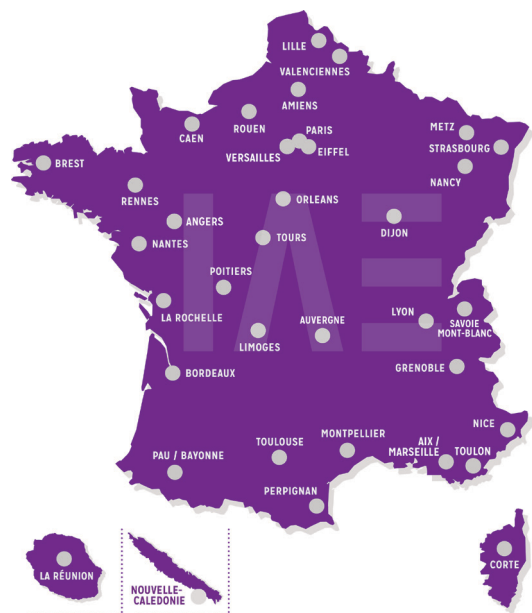 LILLE
VALENCIENNES
AMIENS
ROUEN
CAEN
PARIS
VERSAILLES
EIFFEL
METZ
STRASBOURG
NANCY
BREST
RENNES
ORLEANS
ANGERS
DIJON
NANTES
TOURS
POITIERS
LA ROCHELLE
AUVERGNE
LYON
SAVOIE
MONT-BLANC
LIMOGES
IAE
GRENOBLE
BORDEAUX
NICE
MONTPELLIER
AIX /
MARSEILLE
TOULOUSE
TOULON
PAU / BAYONNE
PERPIGNAN
LA RÉUNION
NOUVELLE-
CALEDONIE
CORTE